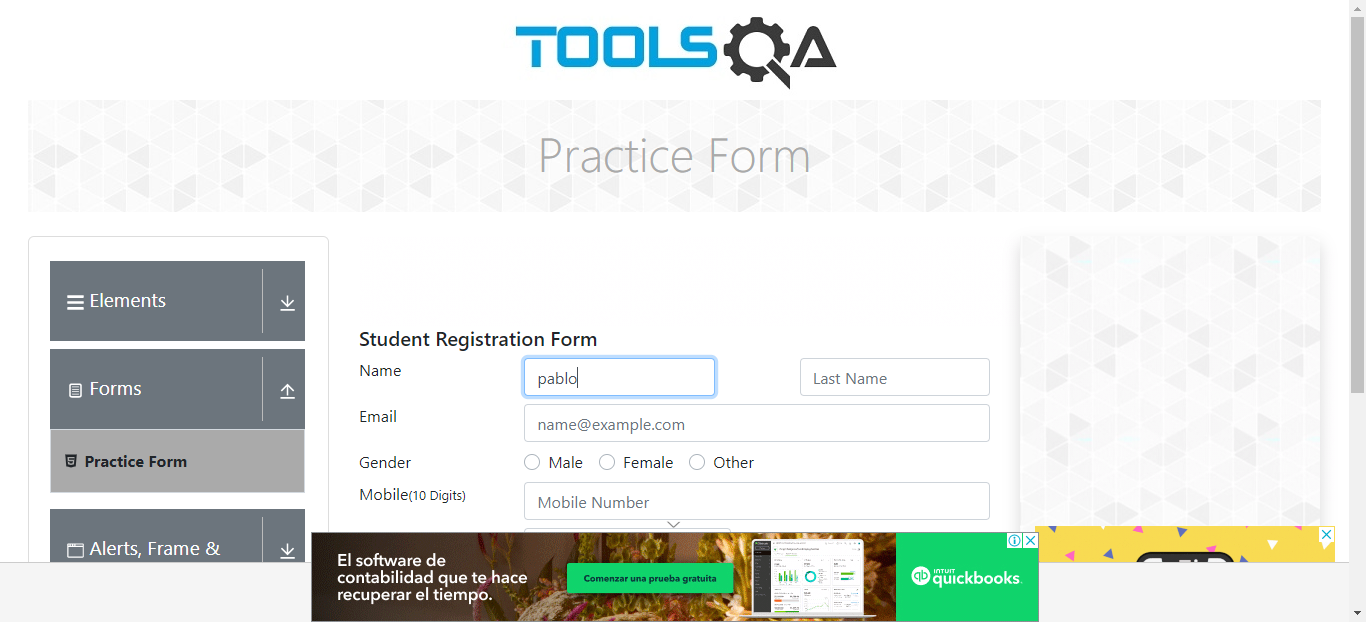 TOOLSQA
Practice Form
Elements
Forms
Practice Form
Alerts, Frame &
Student Registration Form
Name
pablo
Last Name
Email
name@example.com
Gender
Male
Female
Other
Mobile(10 Digits)
Mobile Number
El software de
contabilidad que te hace
recuperar el tiempo.
Comenzar una prueba gratuita
INTUIT
quickbooks.